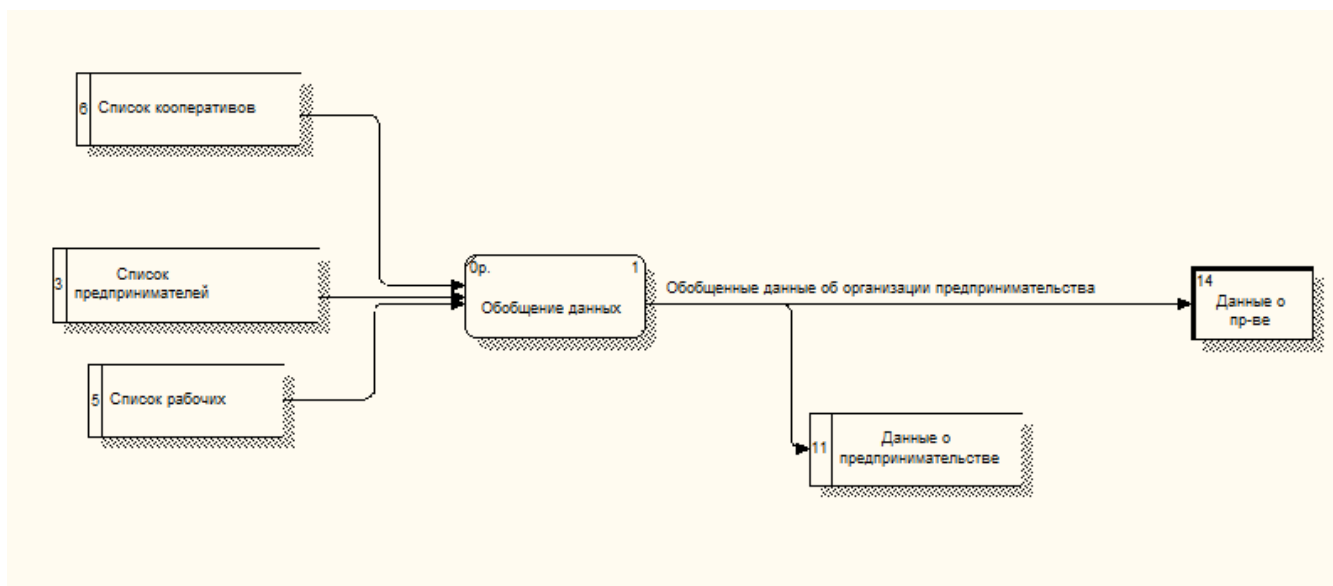 6
Список кооперативов
3
Список
предпринимателей
5
Список рабочих
0р.
1
Обобщение данных
Обобщенные данные об организации предпринимательства
14
Данные о
пр-ве
11
Данные о
предпринимательстве